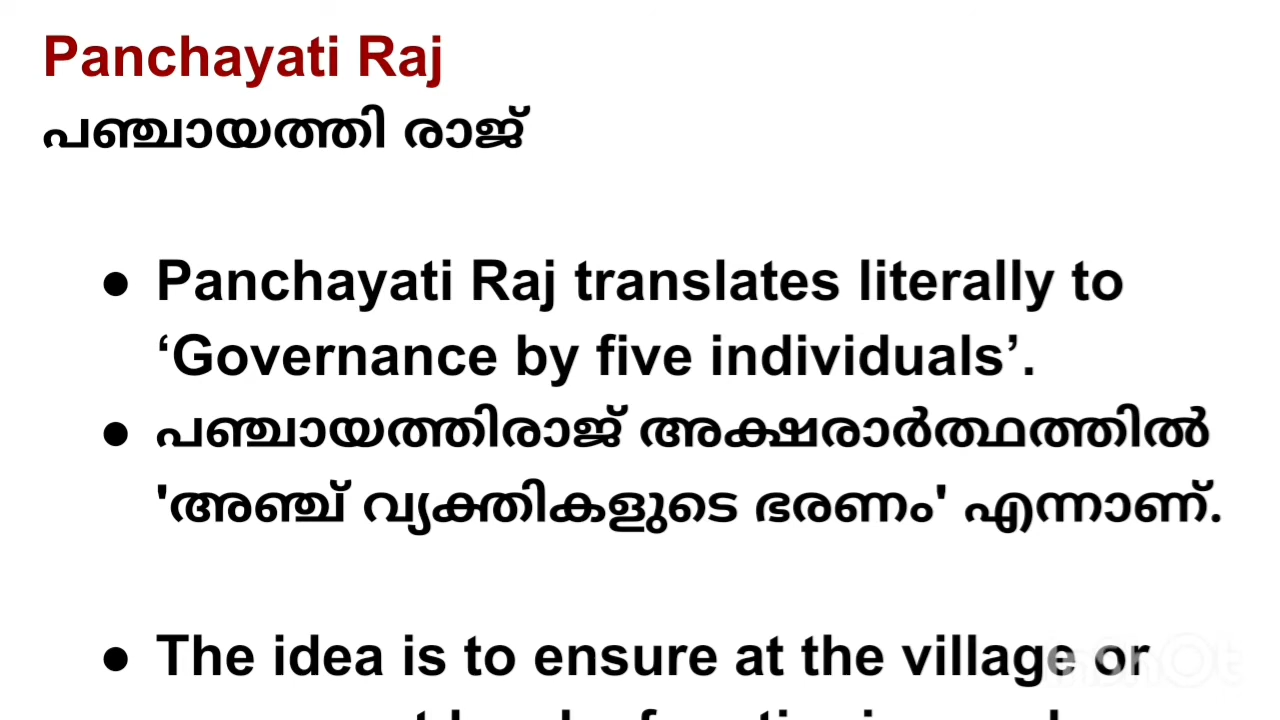 Panchayati Raj
പഞ്ചായത്തി രാജ്
● Panchayati Raj translates literally to
‘Governance by five individuals’.
● പഞ്ചായത്തിരാജ് അക്ഷരാർത്ഥത്തിൽ
'അഞ്ച് വ്യക്തികളുടെ ഭരണം' എന്നാണ്.
● The idea is to ensure at the village or